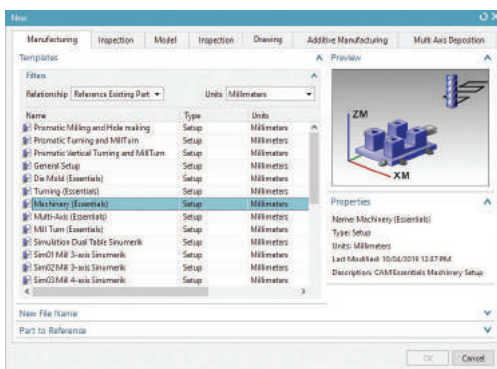 New
Manufacturing Inspection Model Inspection Drawing Additive Manufacturing Multi Axis Deposition
Templates
Filters
Relationship Reference Existing Part Units Millimeters
Name Type Units
Prismatic Milling and Hole making Setup Millimeters
Prismatic Turning and MillTurn Setup Millimeters
Prismatic Vertical Turning and MillTurn Setup Millimeters
General Setup Setup Millimeters
Die Mold (Essentials) Setup Millimeters
Turning (Essentials) Setup Millimeters
Machinery (Essentials) Setup Millimeters
Multi-Axis (Essentials) Setup Millimeters
Mill Turn (Essentials) Setup Millimeters
Simulation Dual Table Sinumerik Setup Millimeters
Sim01 Mill 3-axis Sinumerik Setup Millimeters
Sim02 Mill 3-axis Sinumerik Setup Millimeters
Sim03 Mill 4-axis Sinumerik Setup Millimeters
Preview
ZM
XM
Properties
Name: Machinery (Essentials)
Type: Setup
Units: Millimeters
Last Modified: 10/04/2019 12:07 PM
Description: CAM Essentials Machinery Setup
New File Name
Part to Reference
OK Cancel